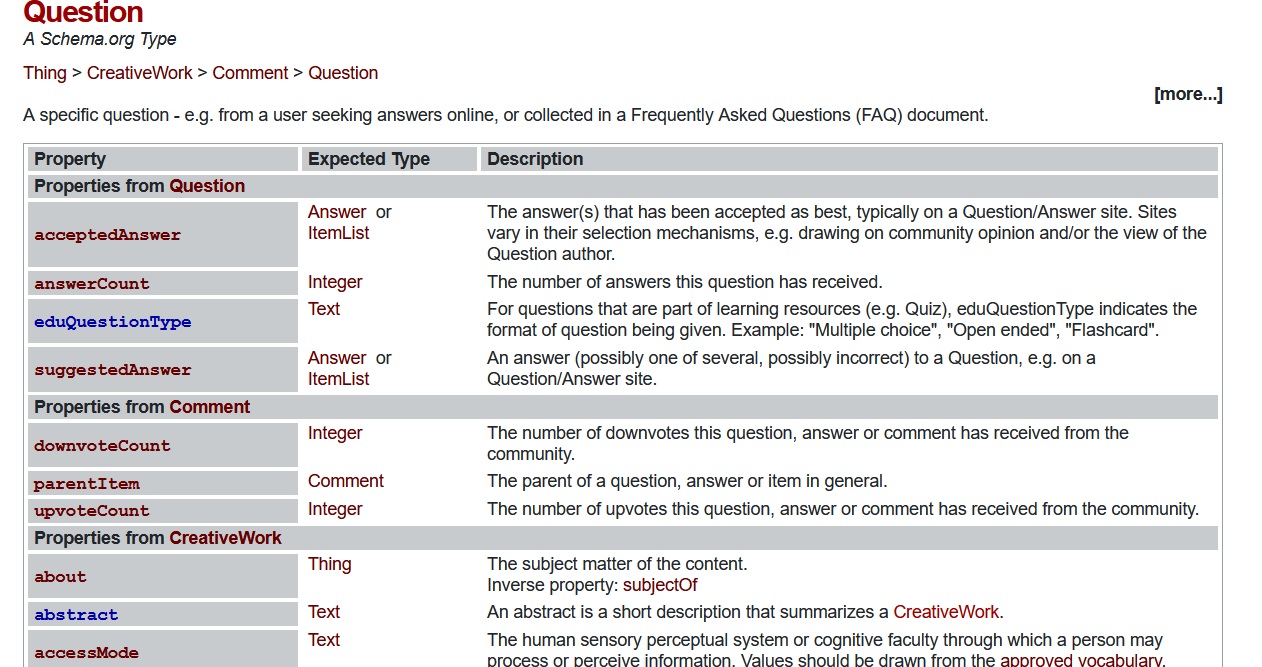 Question
A Schema.org Type
Thing > CreativeWork > Comment > Question
[more...]
A specific question - e.g. from a user seeking answers online, or collected in a Frequently Asked Questions (FAQ) document.
Property Expected Type Description
Properties from Question
acceptedAnswer Answer or ItemList The answer(s) that has been accepted as best, typically on a Question/Answer site. Sites
vary in their selection mechanisms, e.g. drawing on community opinion and/or the view of the
Question author.
answerCount Integer The number of answers this question has received.
eduQuestionType Text For questions that are part of learning resources (e.g. Quiz), eduQuestionType indicates the
format of question being given. Example: "Multiple choice", "Open ended", "Flashcard".
suggestedAnswer Answer or ItemList An answer (possibly one of several, possibly incorrect) to a Question, e.g. on a
Question/Answer site.
Properties from Comment
downvoteCount Integer The number of downvotes this question, answer or comment has received from the
community.
parentItem Comment The parent of a question, answer or item in general.
upvoteCount Integer The number of upvotes this question, answer or comment has received from the community.
Properties from CreativeWork
about Thing The subject matter of the content.
Inverse property: subjectOf
abstract Text An abstract is a short description that summarizes a CreativeWork.
accessMode Text The human sensory perceptual system or cognitive faculty through which a person may
process or perceive information. Values should be drawn from the approved vocabulary.